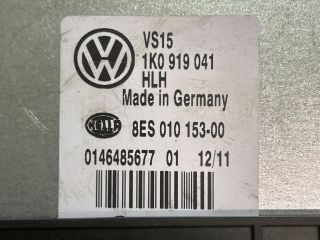 VS15
1K0 919 041
HLH
Made in Germany
HELLA 8ES 010 153-00
0146485677 01 12/11